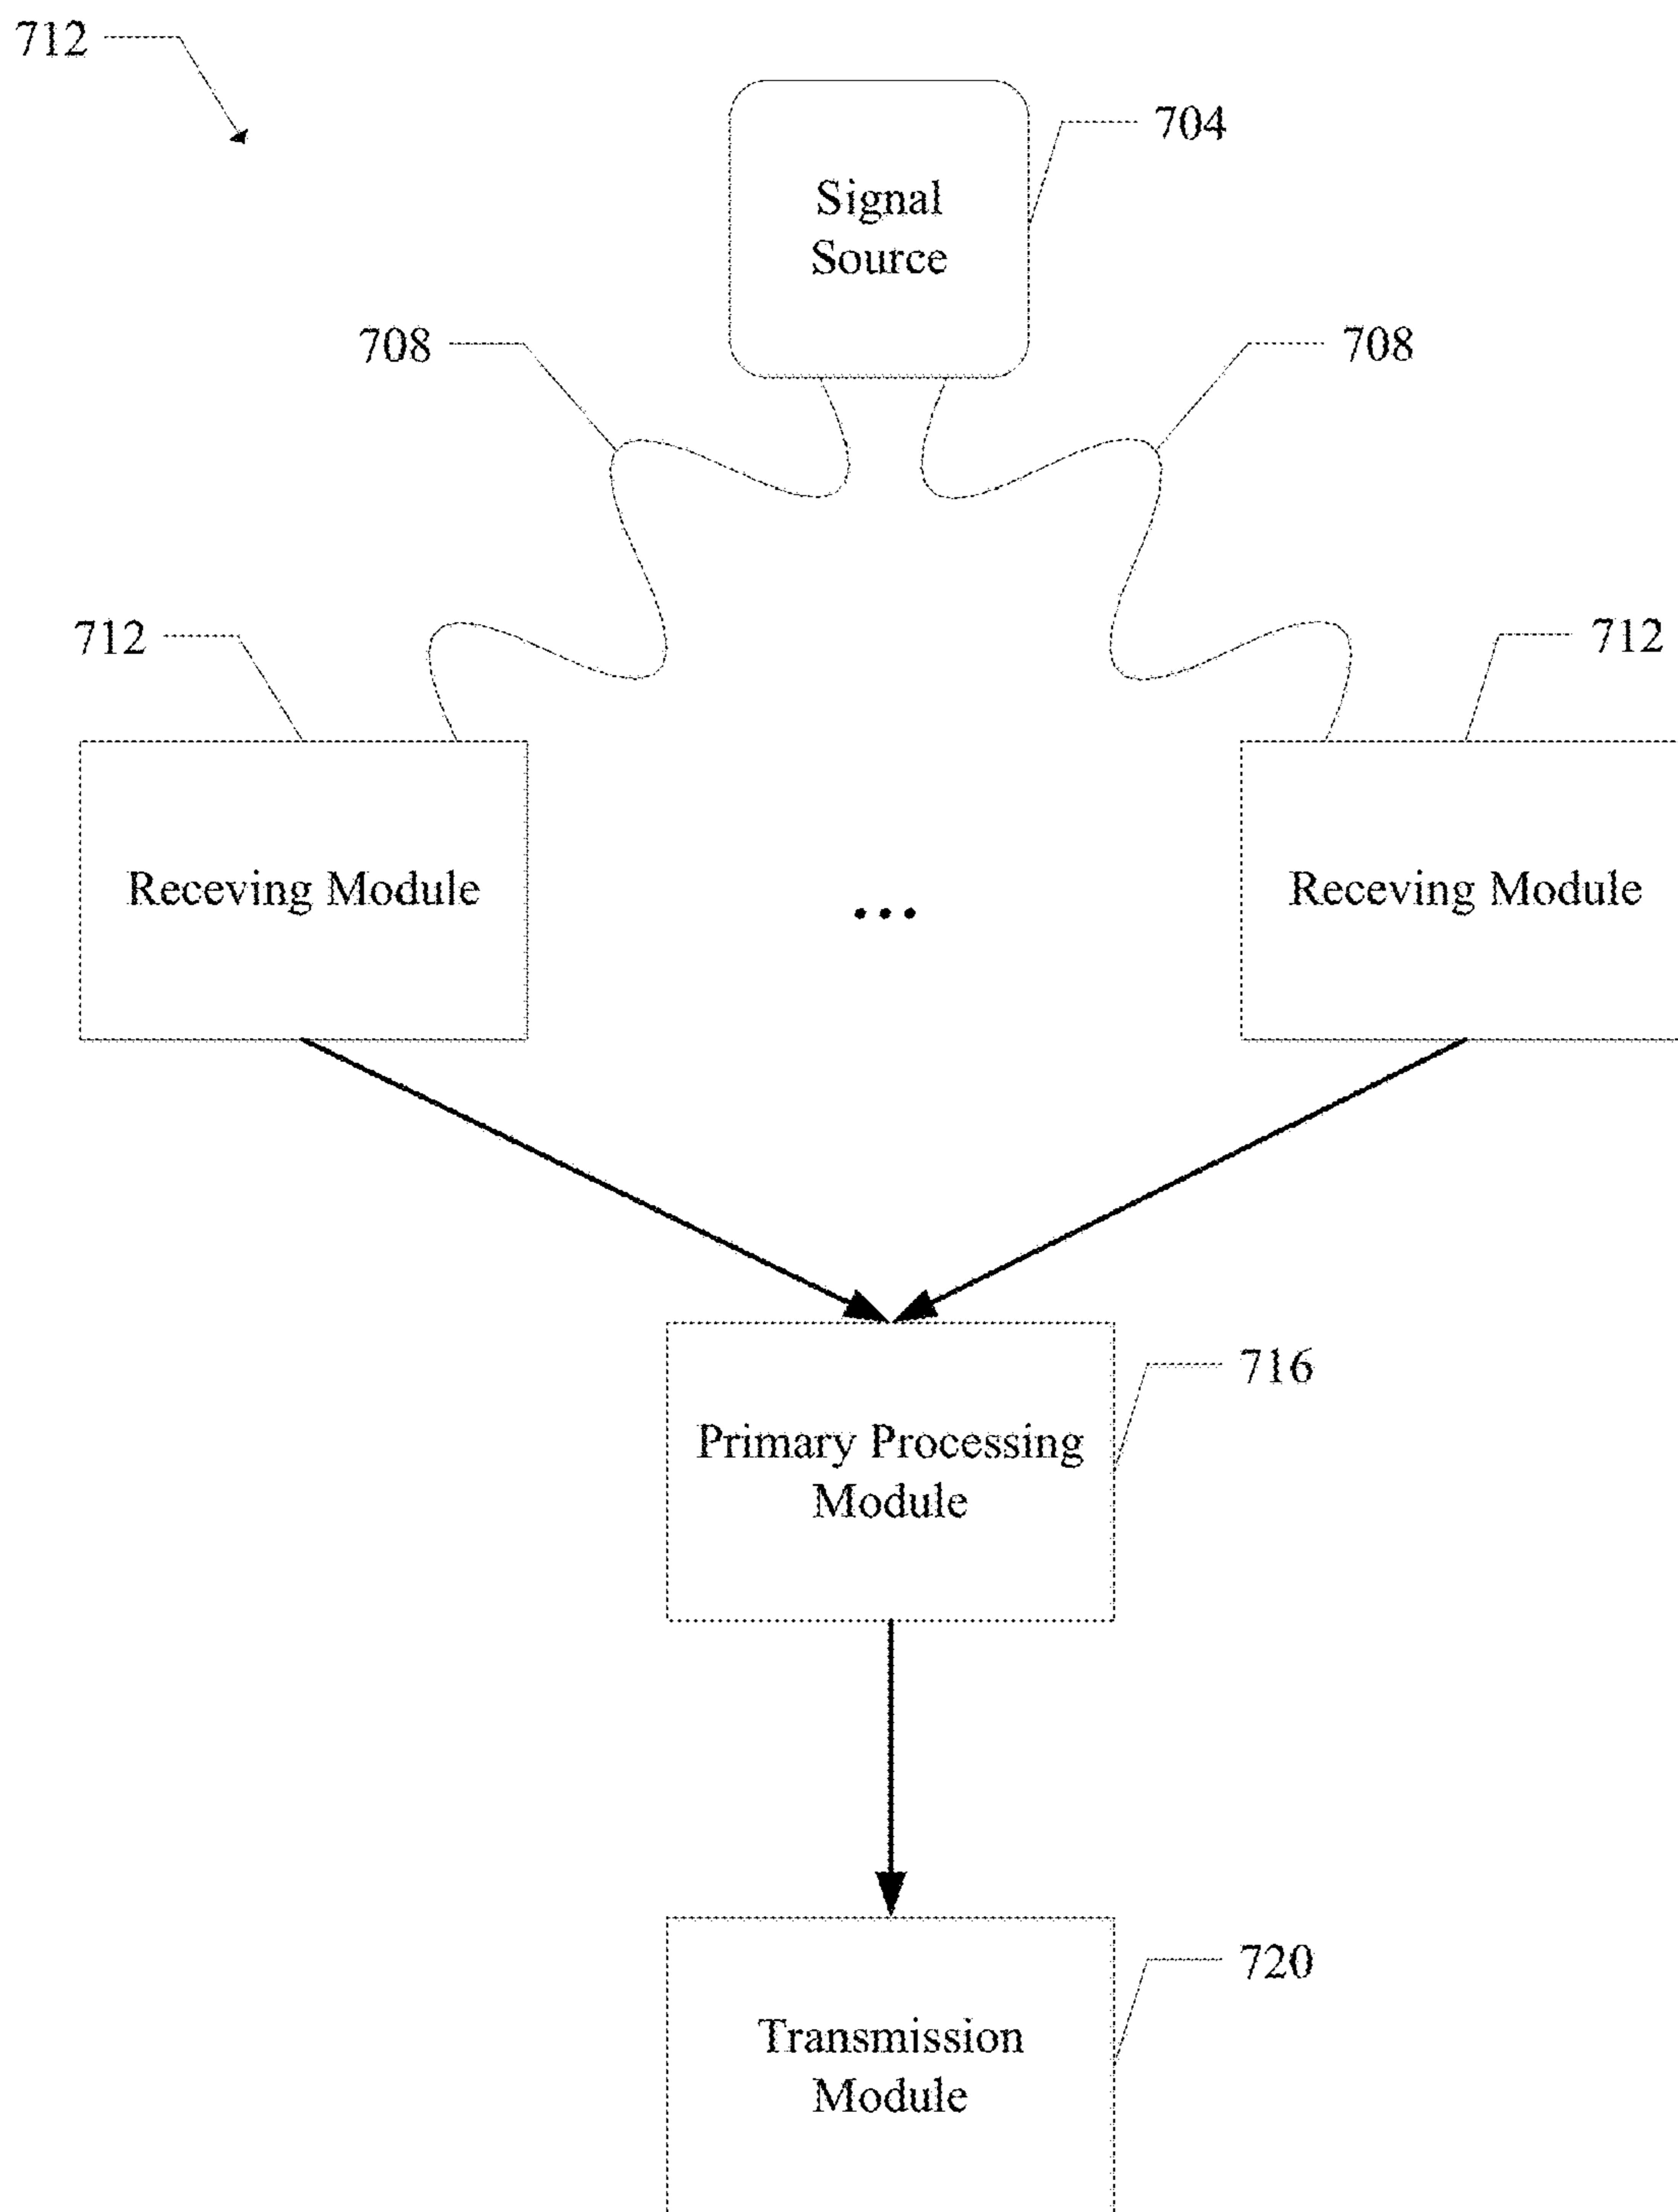 712
704
Signal
Source
708
708
712
712
Receving Module
...
Receving Module
716
Primary Processing
Module
720
Transmission
Module